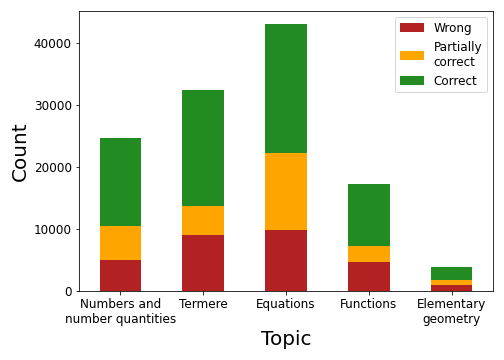 Wrong
Partially
correct
Correct
Count
40000
30000
20000
10000
0
Numbers and
number quantities
Termere
Equations
Functions
Elementary
geometry
Topic